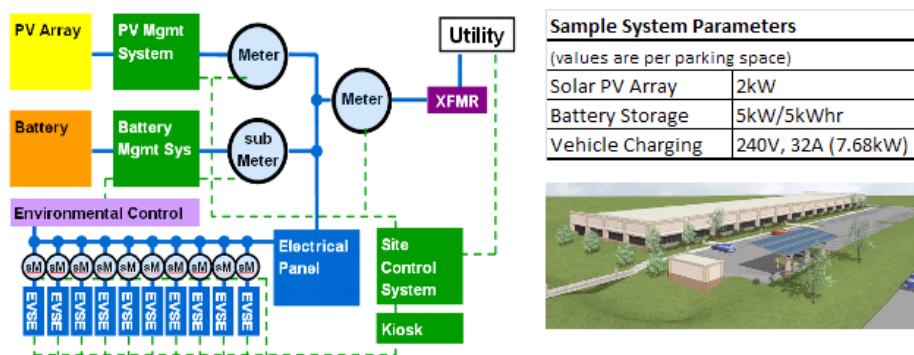 PV Array
PV Mgmt
System
Meter
Utility
Meter
XFMR
Battery
Battery
Mgmt Sys
sub
Meter
Environmental Control
Electrical
Panel
Site
Control
System
Kiosk
sM sM sM sM sM sM sM sM sM sM
EVSE EVSE EVSE EVSE EVSE EVSE EVSE EVSE EVSE EVSE
Sample System Parameters
(values are per parking space)
Solar PV Array 2kW
Battery Storage 5kW/5kWhr
Vehicle Charging 240V, 32A (7.68kW)